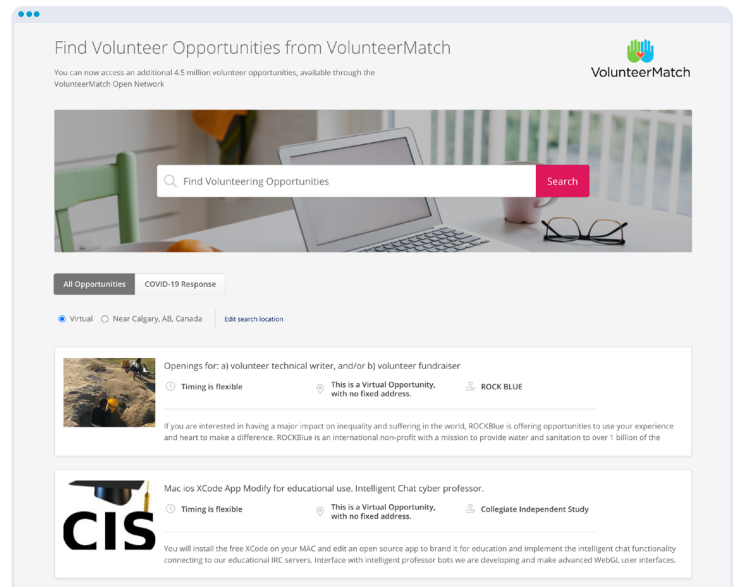 Find Volunteer Opportunities from VolunteerMatch
You can now access an additional 4.5 million volunteer opportunities, available through the
VolunteerMatch Open Network
VolunteerMatch
Find Volunteering Opportunities
Search
All Opportunities
COVID-19 Response
Virtual
Near Calgary, AB, Canada
Edit search location
Openings for: a) volunteer technical writer, and/or b) volunteer fundraiser
Timing is flexible
This is a Virtual Opportunity,
with no fixed address.
ROCK BLUE
If you are interested in having a major impact on inequality and suffering in the world, ROCKBlue is offering opportunities to use your experience
and heart to make a difference. ROCKBlue is an international non-profit with a mission to provide water and sanitation to over 1 billion of the
CIS
Mac ios XCode App Modify for educational use. Intelligent Chat cyber professor.
Timing is flexible
This is a Virtual Opportunity,
with no fixed address.
Collegiate Independent Study
You will install the free XCode on your MAC and edit an open source app to brand it for education and implement the intelligent chat functionality
connecting to our educational IRC servers. Interface with intelligent professor bots we are developing and make advanced WebGL user interfaces.